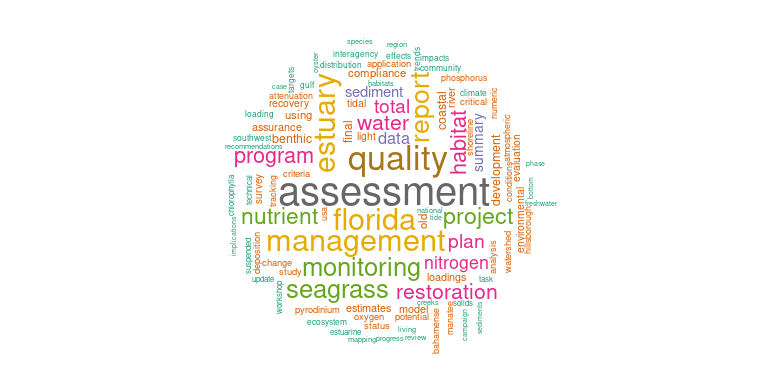 species
region
interagency
effects
trends
impacts
oyster
distribution
application
community
targets
compliance
phosphorus
case
gulf
habitats
estuary
sediment
report
river
climate
numeric
attenuation
recovery
tidal
total
coastal
critical
loading
using
final
light
water
data
habitat
shoreline
summary
atmospheric
southwest
assurance
benthic
recommendations
program
criteria
quality
development
conditions
evaluation
phase
chlorophylla
technical
survey
tracking
assessment
environmental
bottom
freshwater
implications
nutrient
usa
florida
national
tide
old
project
hillsborough
suspended
deposition
management
plan
analysis
watershed
change
study
monitoring
nitrogen
update
workshop
seagrass
loadings
task
restoration
pyrodinium
estimates
model
creeks
solids
sediments
ecosystem
oxygen
potential
bahamense
manatee
campaign
estuarine
status
living
mapping
progress
review